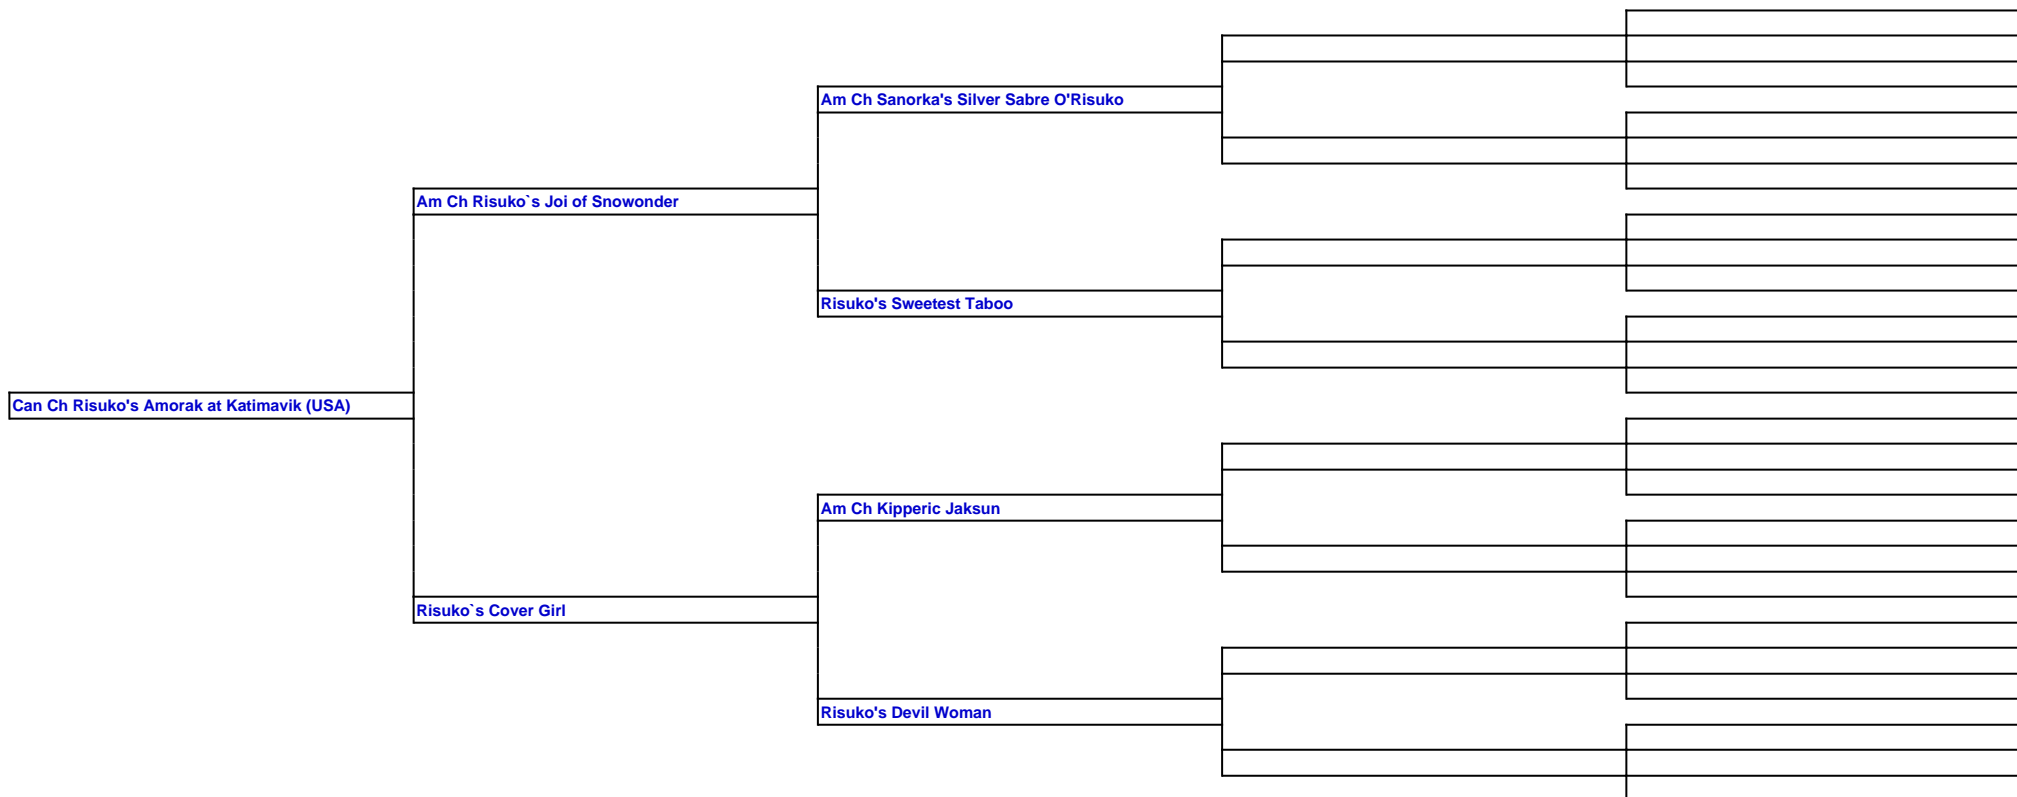 Am Ch Sanorka's Silver Sabre O'Risuko
Am Ch Risuko`s Joi of Snowonder
Risuko's Sweetest Taboo
Can Ch Risuko's Amorak at Katimavik (USA)
Am Ch Kipperic Jaksun
Risuko`s Cover Girl
Risuko's Devil Woman